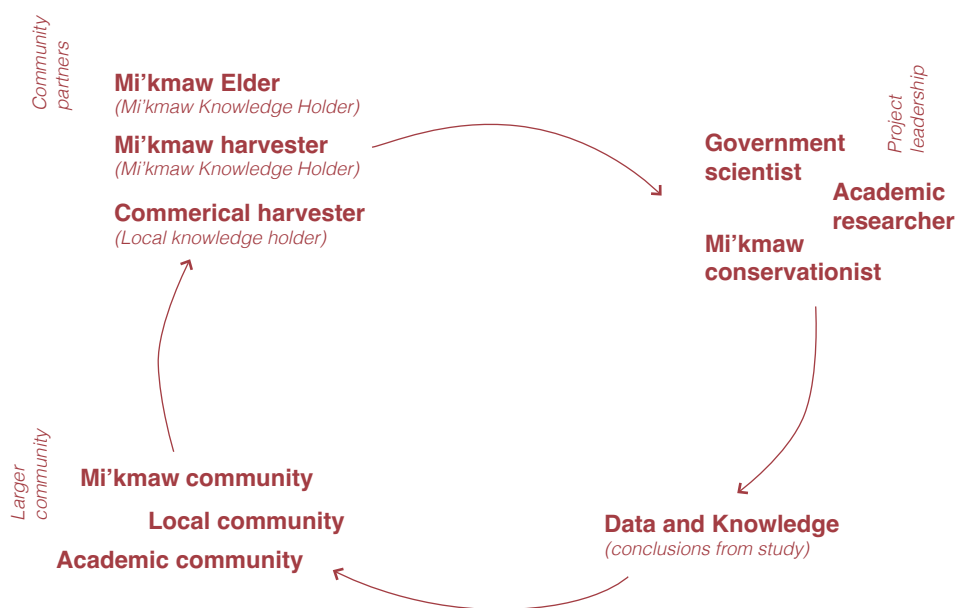 Community
partners
Mi'kmaw Elder
(Mi'kmaw Knowledge Holder)
Mi'kmaw harvester
(Mi'kmaw Knowledge Holder)
Commerical harvester
(Local knowledge holder)
Project
leadership
Government
scientist
Academic
researcher
Mi'kmaw
conservationist
Data and Knowledge
(conclusions from study)
Larger
community
Mi'kmaw community
Local community
Academic community